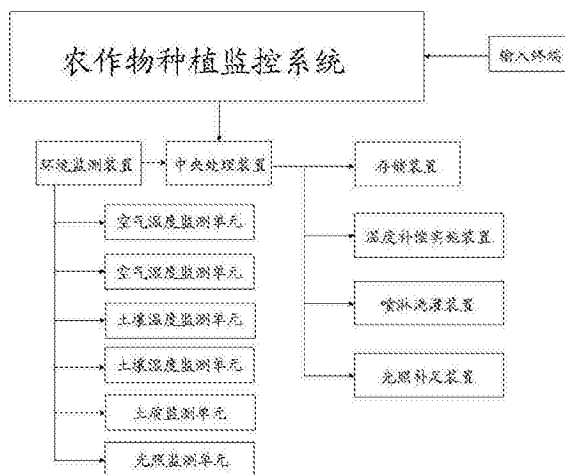 农作物种植监控系统
输入终端
环境监测装置
中央处理装置
存储装置
空气温度监测单元
空气湿度监测单元
土壤温度监测单元
土壤湿度监测单元
土质监测单元
光照监测单元
温度补偿实施装置
喷淋浇灌装置
光照补足装置